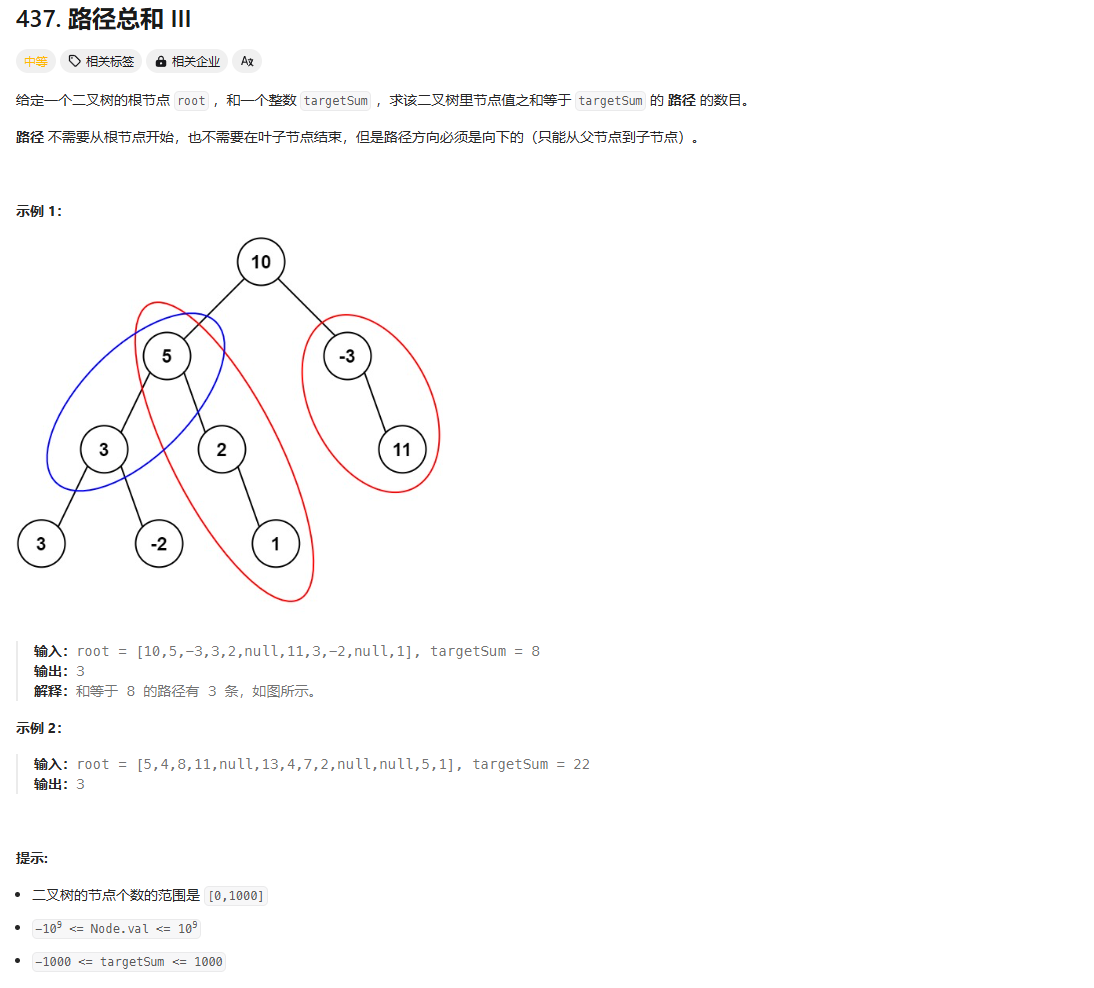 437. 路径总和 III
中等 相关标签 相关企业 A文
给定一个二叉树的根节点 root ，和一个整数 targetSum ，求该二叉树里节点值之和等于 targetSum 的 路径 的数目。
路径 不需要从根节点开始，也不需要在叶子节点结束，但是路径方向必须是向下的（只能从父节点到子节点）。
示例 1：
10
5 -3
3 2 11
3 -2 1
输入：root = [10,5,-3,3,2,null,11,3,-2,null,1], targetSum = 8
输出：3
解释：和等于 8 的路径有 3 条，如图所示。
示例 2：
输入：root = [5,4,8,11,null,13,4,7,2,null,null,5,1], targetSum = 22
输出：3
提示:
• 二叉树的节点个数的范围是 [0,1000]
• -10⁹ <= Node.val <= 10⁹
• -1000 <= targetSum <= 1000